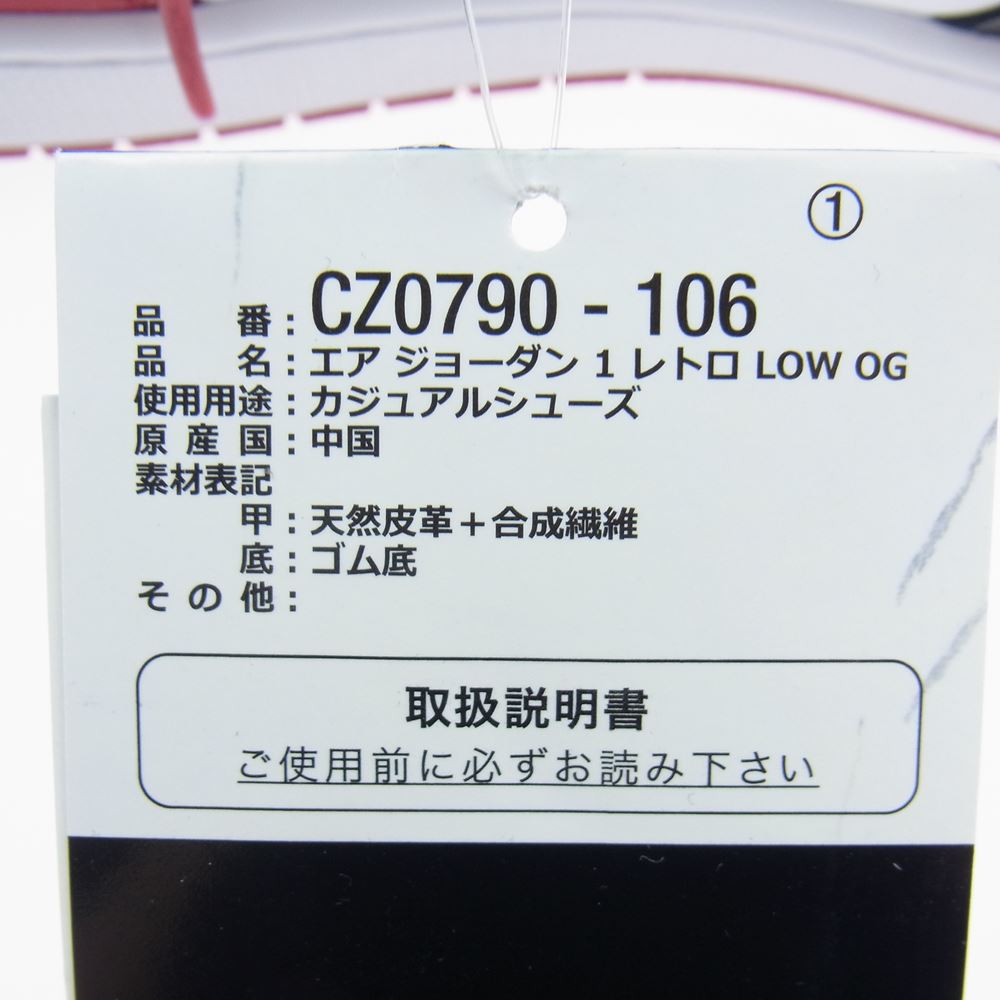 ①
品番：CZ0790 - 106
品名：エア ジョーダン 1 レトロ LOW OG
使用用途：カジュアルシューズ
原産国：中国
素材表記
甲：天然皮革＋合成繊維
底：ゴム底
その他：
取扱説明書
ご使用前に必ずお読み下さい